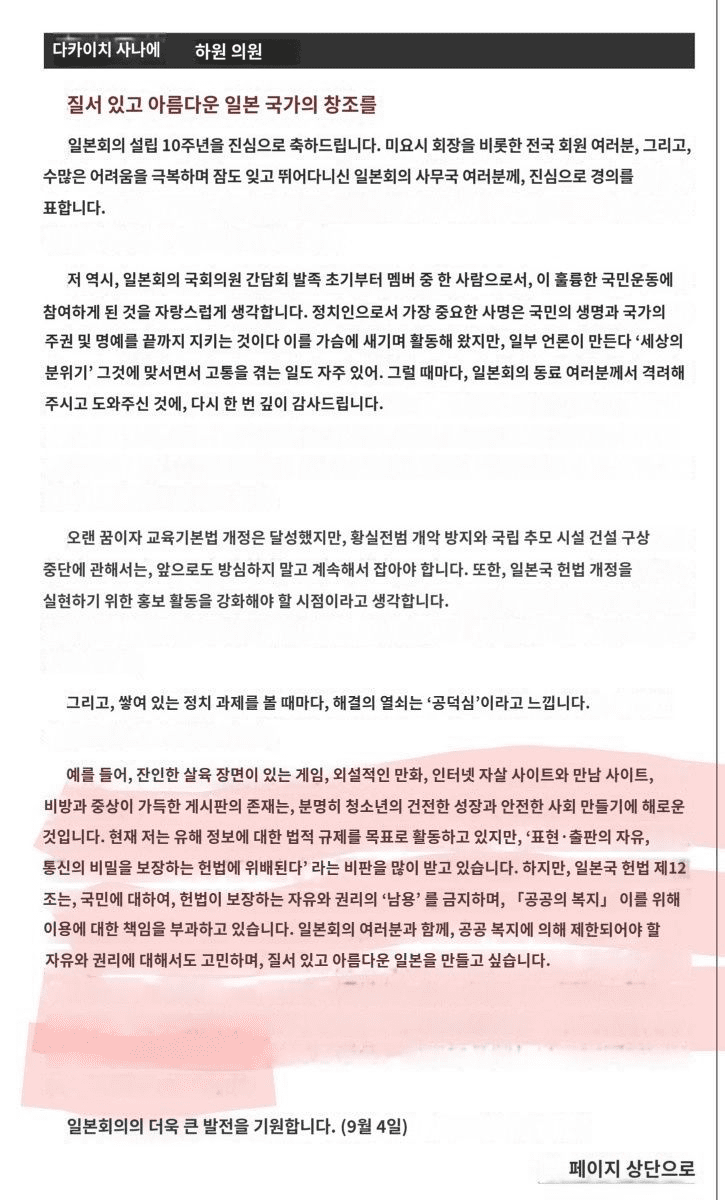 다카이치 사나에 하원 의원
질서 있고 아름다운 일본 국가의 창조를
일본회의 설립 10주년을 진심으로 축하드립니다. 미요시 회장을 비롯한 전국 회원 여러분, 그리고,
수많은 어려움을 극복하며 잠도 잊고 뛰어다니신 일본회의 사무국 여러분께, 진심으로 경의를
표합니다.
저 역시, 일본회의 국회의원 간담회 발족 초기부터 멤버 중 한 사람으로서, 이 훌륭한 국민운동에
참여하게 된 것을 자랑스럽게 생각합니다. 정치인으로서 가장 중요한 사명은 국민의 생명과 국가의
주권 및 명예를 끝까지 지키는 것이다 이를 가슴에 새기며 활동해 왔지만, 일부 언론이 만든다 ‘세상의
분위기’ 그것에 맞서면서 고통을 겪는 일도 자주 있어. 그럴 때마다, 일본회의 동료 여러분께서 격려해
주시고 도와주신 것에, 다시 한 번 깊이 감사드립니다.
오랜 꿈이자 교육기본법 개정은 달성했지만, 황실전범 개악 방지와 국립 추모 시설 건설 구상
중단에 관해서는, 앞으로도 방심하지 말고 계속해서 잡아야 합니다. 또한, 일본국 헌법 개정을
실현하기 위한 홍보 활동을 강화해야 할 시점이라고 생각합니다.
그리고, 쌓여 있는 정치 과제를 볼 때마다, 해결의 열쇠는 ‘공덕심’이라고 느낍니다.
예를 들어, 잔인한 살육 장면이 있는 게임, 외설적인 만화, 인터넷 자살 사이트와 만남 사이트,
비방과 중상이 가득한 게시판의 존재는, 분명히 청소년의 건전한 성장과 안전한 사회 만들기에 해로운
것입니다. 현재 저는 유해 정보에 대한 법적 규제를 목표로 활동하고 있지만, ‘표현·출판의 자유,
통신의 비밀을 보장하는 헌법에 위배된다’ 라는 비판을 많이 받고 있습니다. 하지만, 일본국 헌법 제12
조는, 국민에 대하여, 헌법이 보장하는 자유와 권리의 ‘남용’ 를 금지하며, 「공공의 복지」 이를 위해
이용에 대한 책임을 부과하고 있습니다. 일본회의 여러분과 함께, 공공 복지에 의해 제한되어야 할
자유와 권리에 대해서도 고민하며, 질서 있고 아름다운 일본을 만들고 싶습니다.
일본회의의 더욱 큰 발전을 기원합니다. (9월 4일)
페이지 상단으로